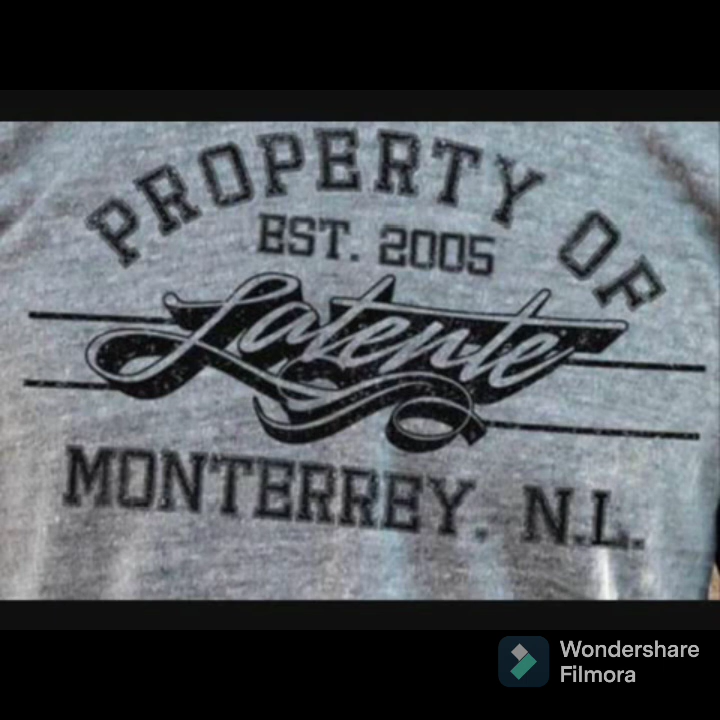 PROPERTY OF
EST. 2005
Latente
MONTERREY, N.L.
Wondershare
Filmora